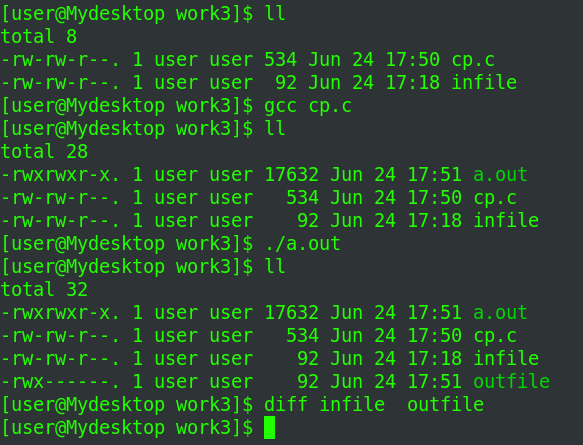 [user@Mydesktop work3]$ ll
total 8
-rw-rw-r--. 1 user user 534 Jun 24 17:50 cp.c
-rw-rw-r--. 1 user user  92 Jun 24 17:18 infile
[user@Mydesktop work3]$ gcc cp.c
[user@Mydesktop work3]$ ll
total 28
-rwxrwxr-x. 1 user user 17632 Jun 24 17:51 a.out
-rw-rw-r--. 1 user user   534 Jun 24 17:50 cp.c
-rw-rw-r--. 1 user user    92 Jun 24 17:18 infile
[user@Mydesktop work3]$ ./a.out
[user@Mydesktop work3]$ ll
total 32
-rwxrwxr-x. 1 user user 17632 Jun 24 17:51 a.out
-rw-rw-r--. 1 user user   534 Jun 24 17:50 cp.c
-rw-rw-r--. 1 user user    92 Jun 24 17:18 infile
-rwx------. 1 user user    92 Jun 24 17:51 outfile
[user@Mydesktop work3]$ diff infile  outfile
[user@Mydesktop work3]$